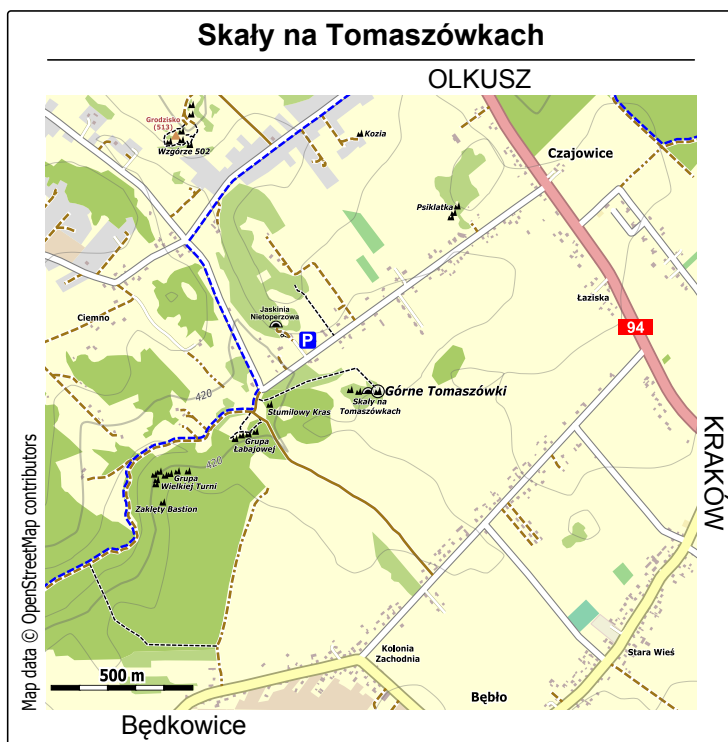 Skały na Tomaszówkach
OLKUSZ
Grodzisko
(513)
Wzgórze 502
Kozia
Czajowice
Psiklatka
Łaziska
Ciemno
Jaskinia
Nietoperzowa
P
94
420
Górne Tomaszówki
Skały na
Tomaszówkach
Stumilowy Kras
Grupa
Łabajowej
420
Grupa
Wielkiej Turni
Zaklęty Bastion
KRAKÓW
Map data © OpenStreetMap contributors
Kolonia
Zachodnia
Stara Wieś
500 m
Bębło
Będkowice